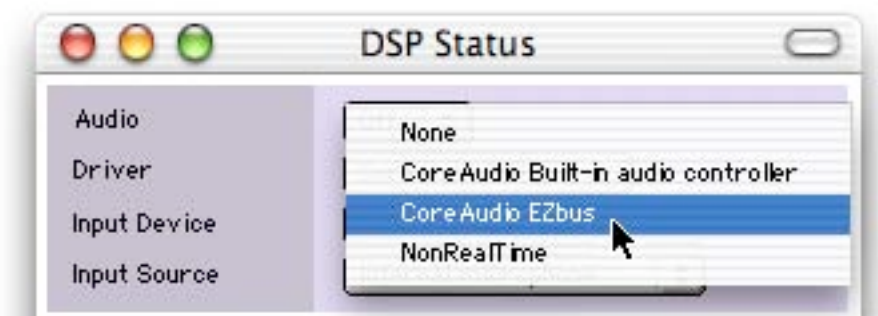 DSP Status
Audio
None
Driver
CoreAudio Built-in audio controller
Input Device
CoreAudio EZbus
Input Source
NonRealTime